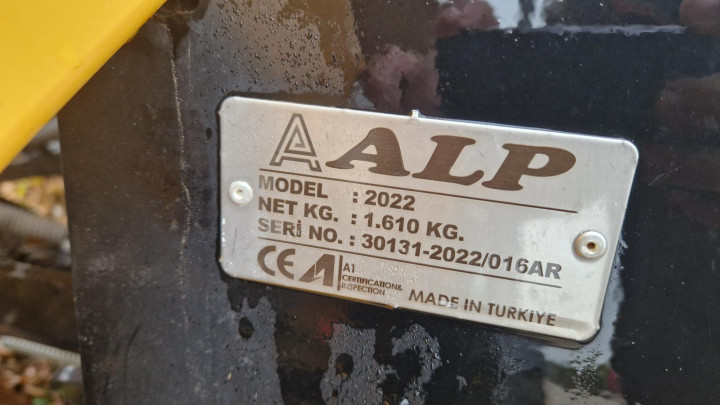 A ALP
MODEL : 2022
NET KG. : 1.610 KG.
SERİ NO. : 30131-2022/016AR
CE A1
CERTIFICATION&
INSPECTION
MADE IN TURKIYE